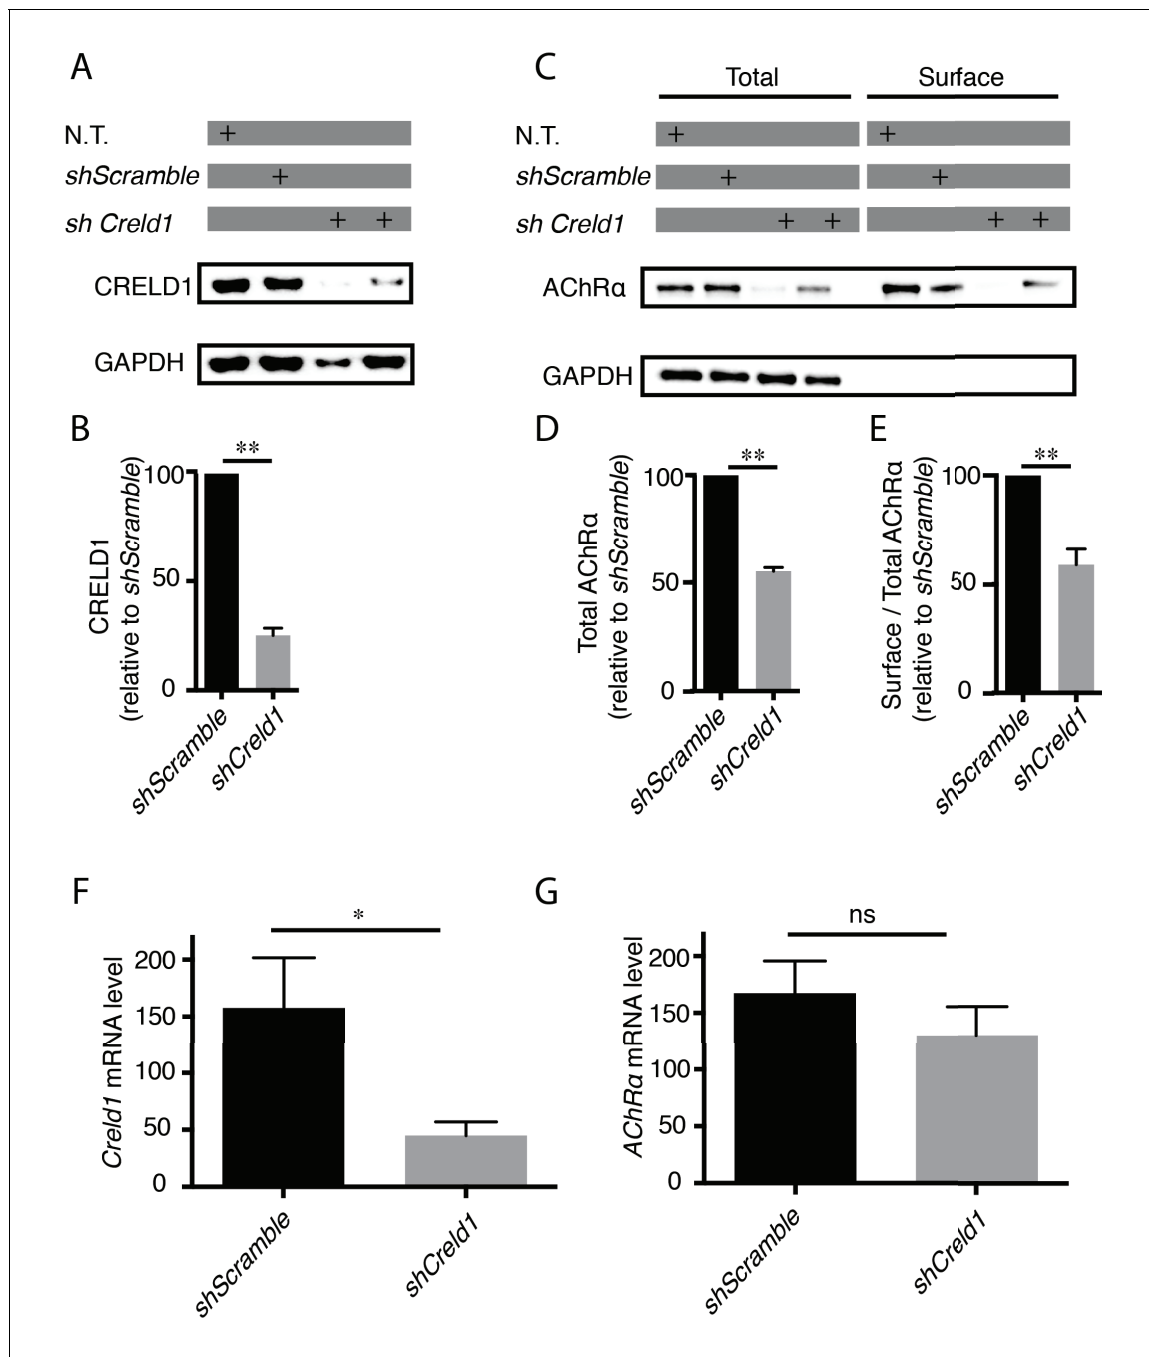 A
N.T.
+
shScramble
+
sh Creld1
+ +
CRELD1
GAPDH
C
Total
Surface
N.T.
+ +
shScramble
+ +
sh Creld1
+ + + +
AChRα
GAPDH
B
CRELD1
(relative to shScramble)
**
100
50
0
shScramble
shCreld1
D
Total AChRα
(relative to shScramble)
**
100
50
0
shScramble
shCreld1
E
Surface / Total AChRα
(relative to shScramble)
**
100
50
0
shScramble
shCreld1
F
Creld1 mRNA level
*
200
150
100
50
0
shScramble
shCreld1
G
AChRα mRNA level
ns
200
150
100
50
0
shScramble
shCreld1